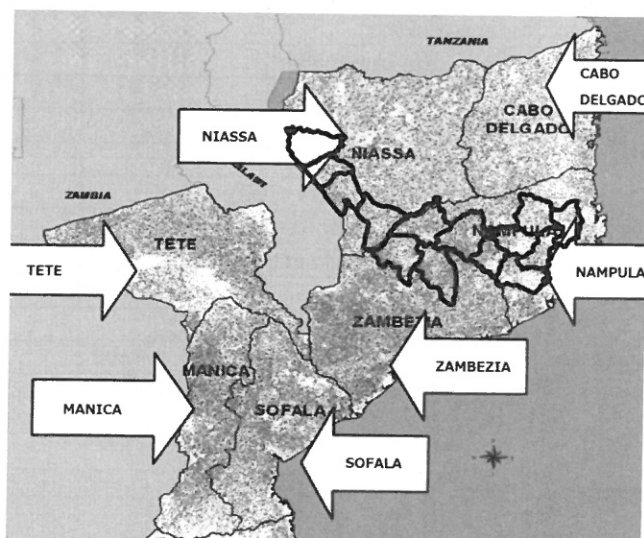 TANZANIA
CABO
DELGADO
CABO
DELGADO
NIASSA
NIASSA
ZAMBIA
TETE
TETE
NAMPULA
NAMPULA
ZAMBEZIA
ZAMBEZIA
MANICA
MANICA
SOFALA
SOFALA